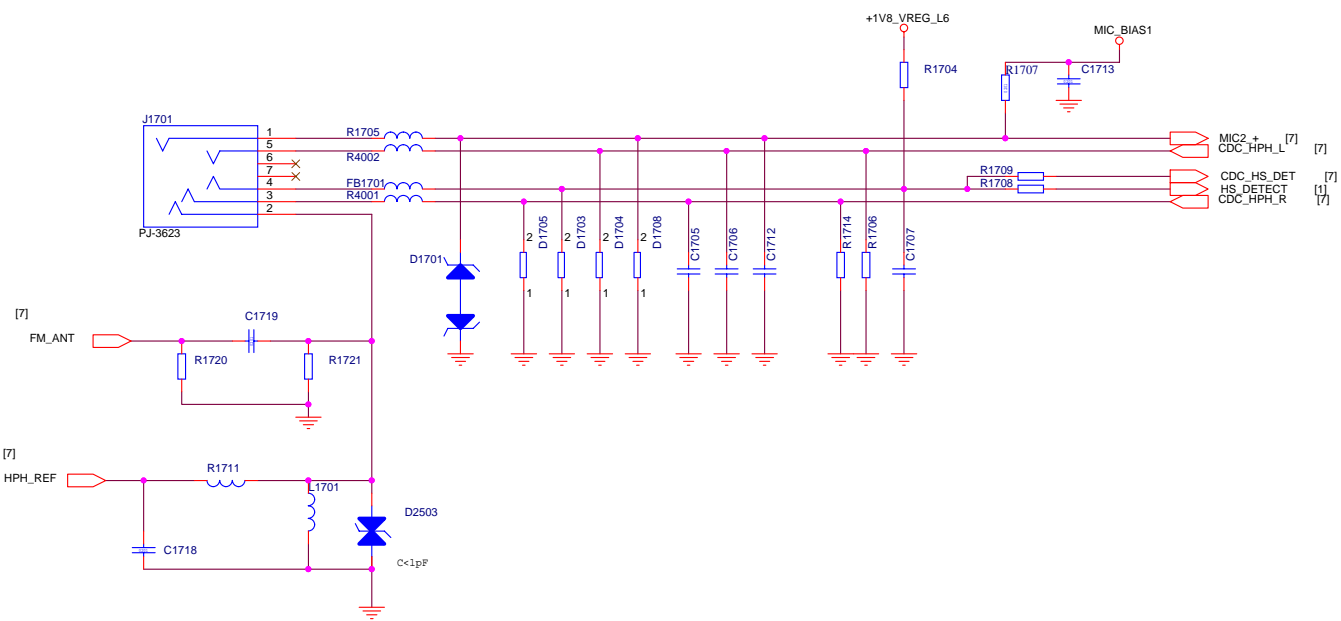 +1V8_VREG_L6
MIC_BIAS1
R1704
R1707
C1713
J1701
1
5
6
7
4
3
2
PJ-3623
R1705
R4002
FB1701
R4001
MIC2_+ [7]
CDC_HPH_L [7]
R1709
CDC_HS_DET [7]
R1708
HS_DETECT [1]
CDC_HPH_R [7]
D1701
2
D1705
1
2
D1703
1
2
D1704
1
2
D1708
1
C1705
C1706
C1712
R1714
R1706
C1707
[7]
FM_ANT
C1719
R1720
R1721
[7]
HPH_REF
R1711
L1701
D2503
C1718
C<1pF